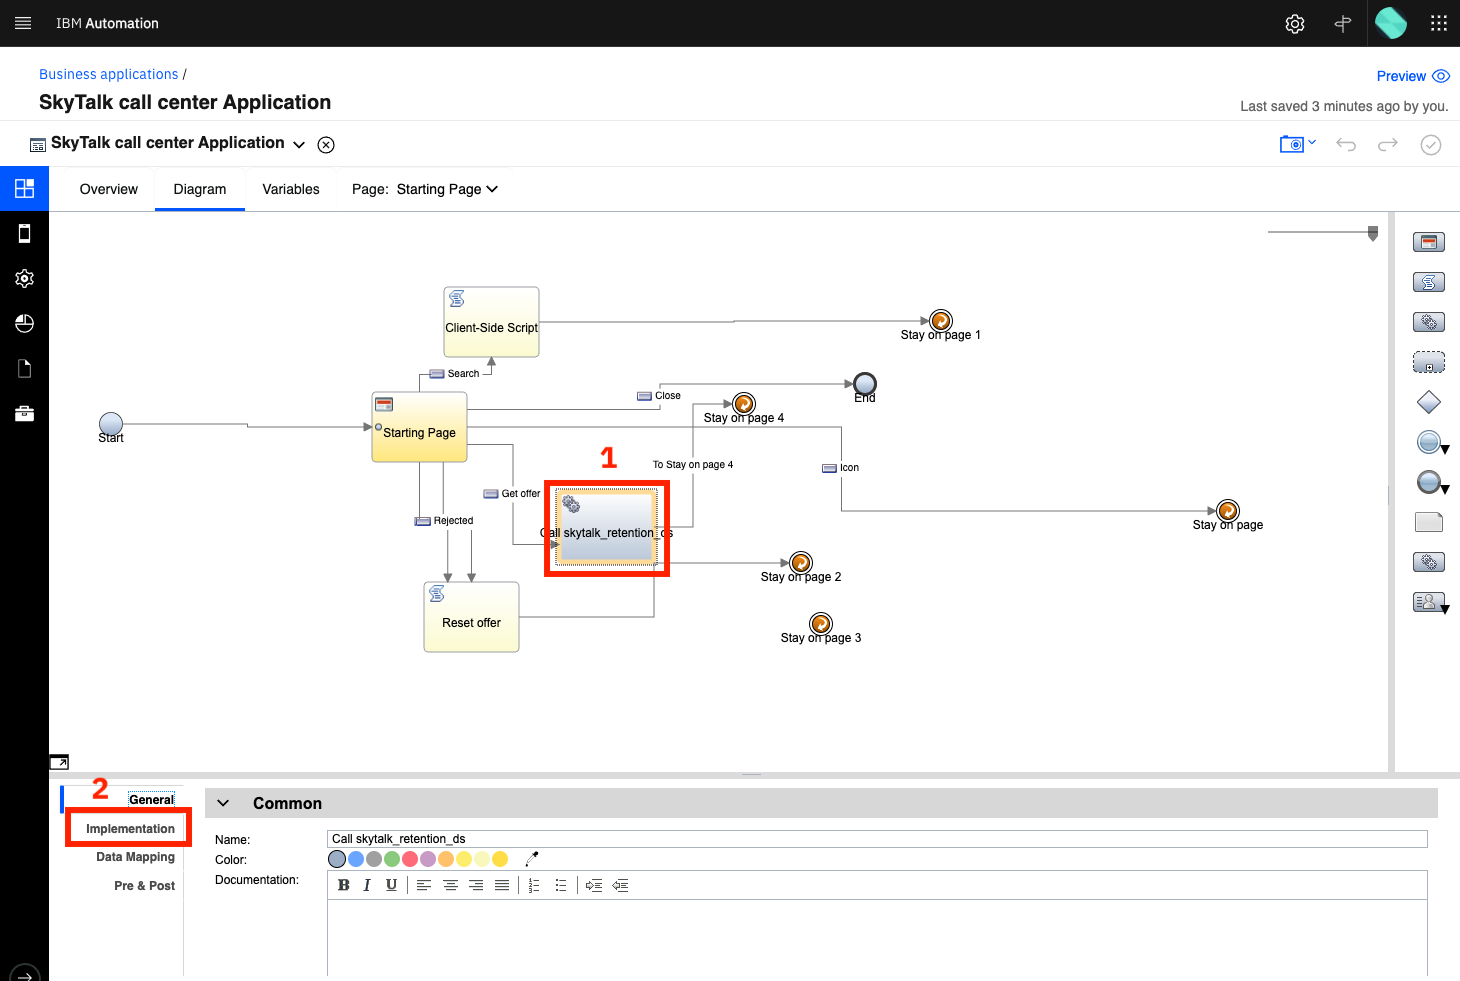 IBM Automation
Business applications /
Preview
SkyTalk call center Application
Last saved 3 minutes ago by you.
SkyTalk call center Application
Overview
Diagram
Variables
Page: Starting Page
Client-Side Script
Stay on page 1
Search
Close
End
Stay on page 4
Start
Starting Page
1
To Stay on page 4
Icon
Get offer
Rejected
Call skytalk_retention_ds
Stay on page
Stay on page 2
Reset offer
Stay on page 3
2
General
Common
Implementation
Name:
Call skytalk_retention_ds
Data Mapping
Color:
Pre & Post
Documentation:
B I U